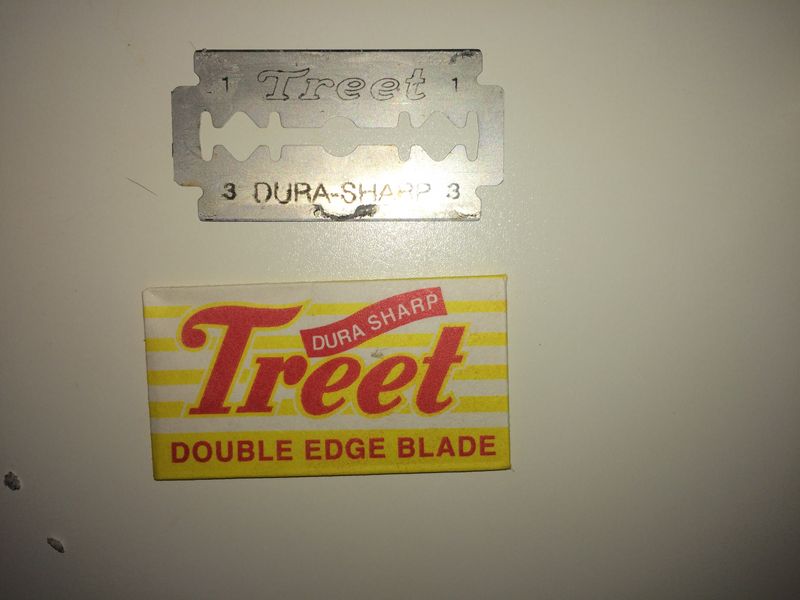 1 Treet 1
3 DURA-SHARP 3
DURA SHARP
Treet
DOUBLE EDGE BLADE